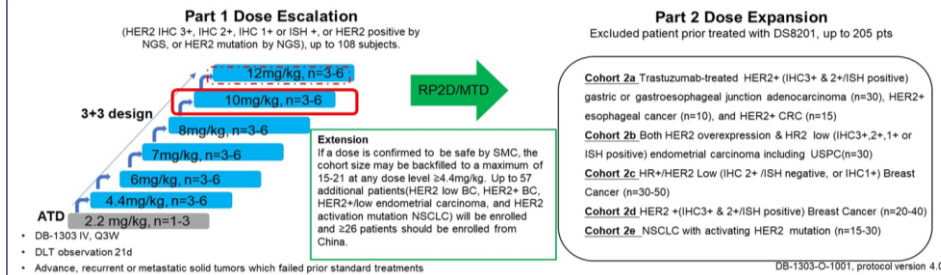 Part 1 Dose Escalation
(HER2 IHC 3+, IHC 2+, IHC 1+ or ISH +, or HER2 positive by
NGS, or HER2 mutation by NGS), up to 108 subjects.
12mg/kg, n=3-6
10mg/kg, n=3-6
3+3 design
8mg/kg, n=3-6
7mg/kg, n=3-6
6mg/kg, n=3-6
4.4mg/kg, n=3-6
ATD
2.2 mg/kg, n=1-3
• DB-1303 IV, Q3W
• DLT observation 21d
• Advance, recurrent or metastatic solid tumors which failed prior standard treatments
RP2D/MTD
Extension
If a dose is confirmed to be safe by SMC, the
cohort size may be backfilled to a maximum of
15-21 at any dose level ≥4.4mg/kg. Up to 57
additional patients(HER2 low BC, HER2+ BC,
HER2+/low endometrial carcinoma, and HER2
activation mutation NSCLC) will be enrolled
and ≥26 patients should be enrolled from
China.
Part 2 Dose Expansion
Excluded patient prior treated with DS8201, up to 205 pts
Cohort 2a Trastuzumab-treated HER2+ (IHC3+ & 2+/ISH positive)
gastric or gastroesophageal junction adenocarcinoma (n=30), HER2+
esophageal cancer (n=10), and HER2+ CRC (n=15)
Cohort 2b Both HER2 overexpression & HR2 low (IHC3+,2+,1+ or
ISH positive) endometrial carcinoma including USPC(n=30)
Cohort 2c HR+/HER2 Low (IHC 2+ /ISH negative, or IHC1+) Breast
Cancer (n=30-50)
Cohort 2d HER2 +(IHC3+ & 2+/ISH positive) Breast Cancer (n=20-40)
Cohort 2e NSCLC with activating HER2 mutation (n=15-30)
DB-1303-O-1001, protocol version 4.0